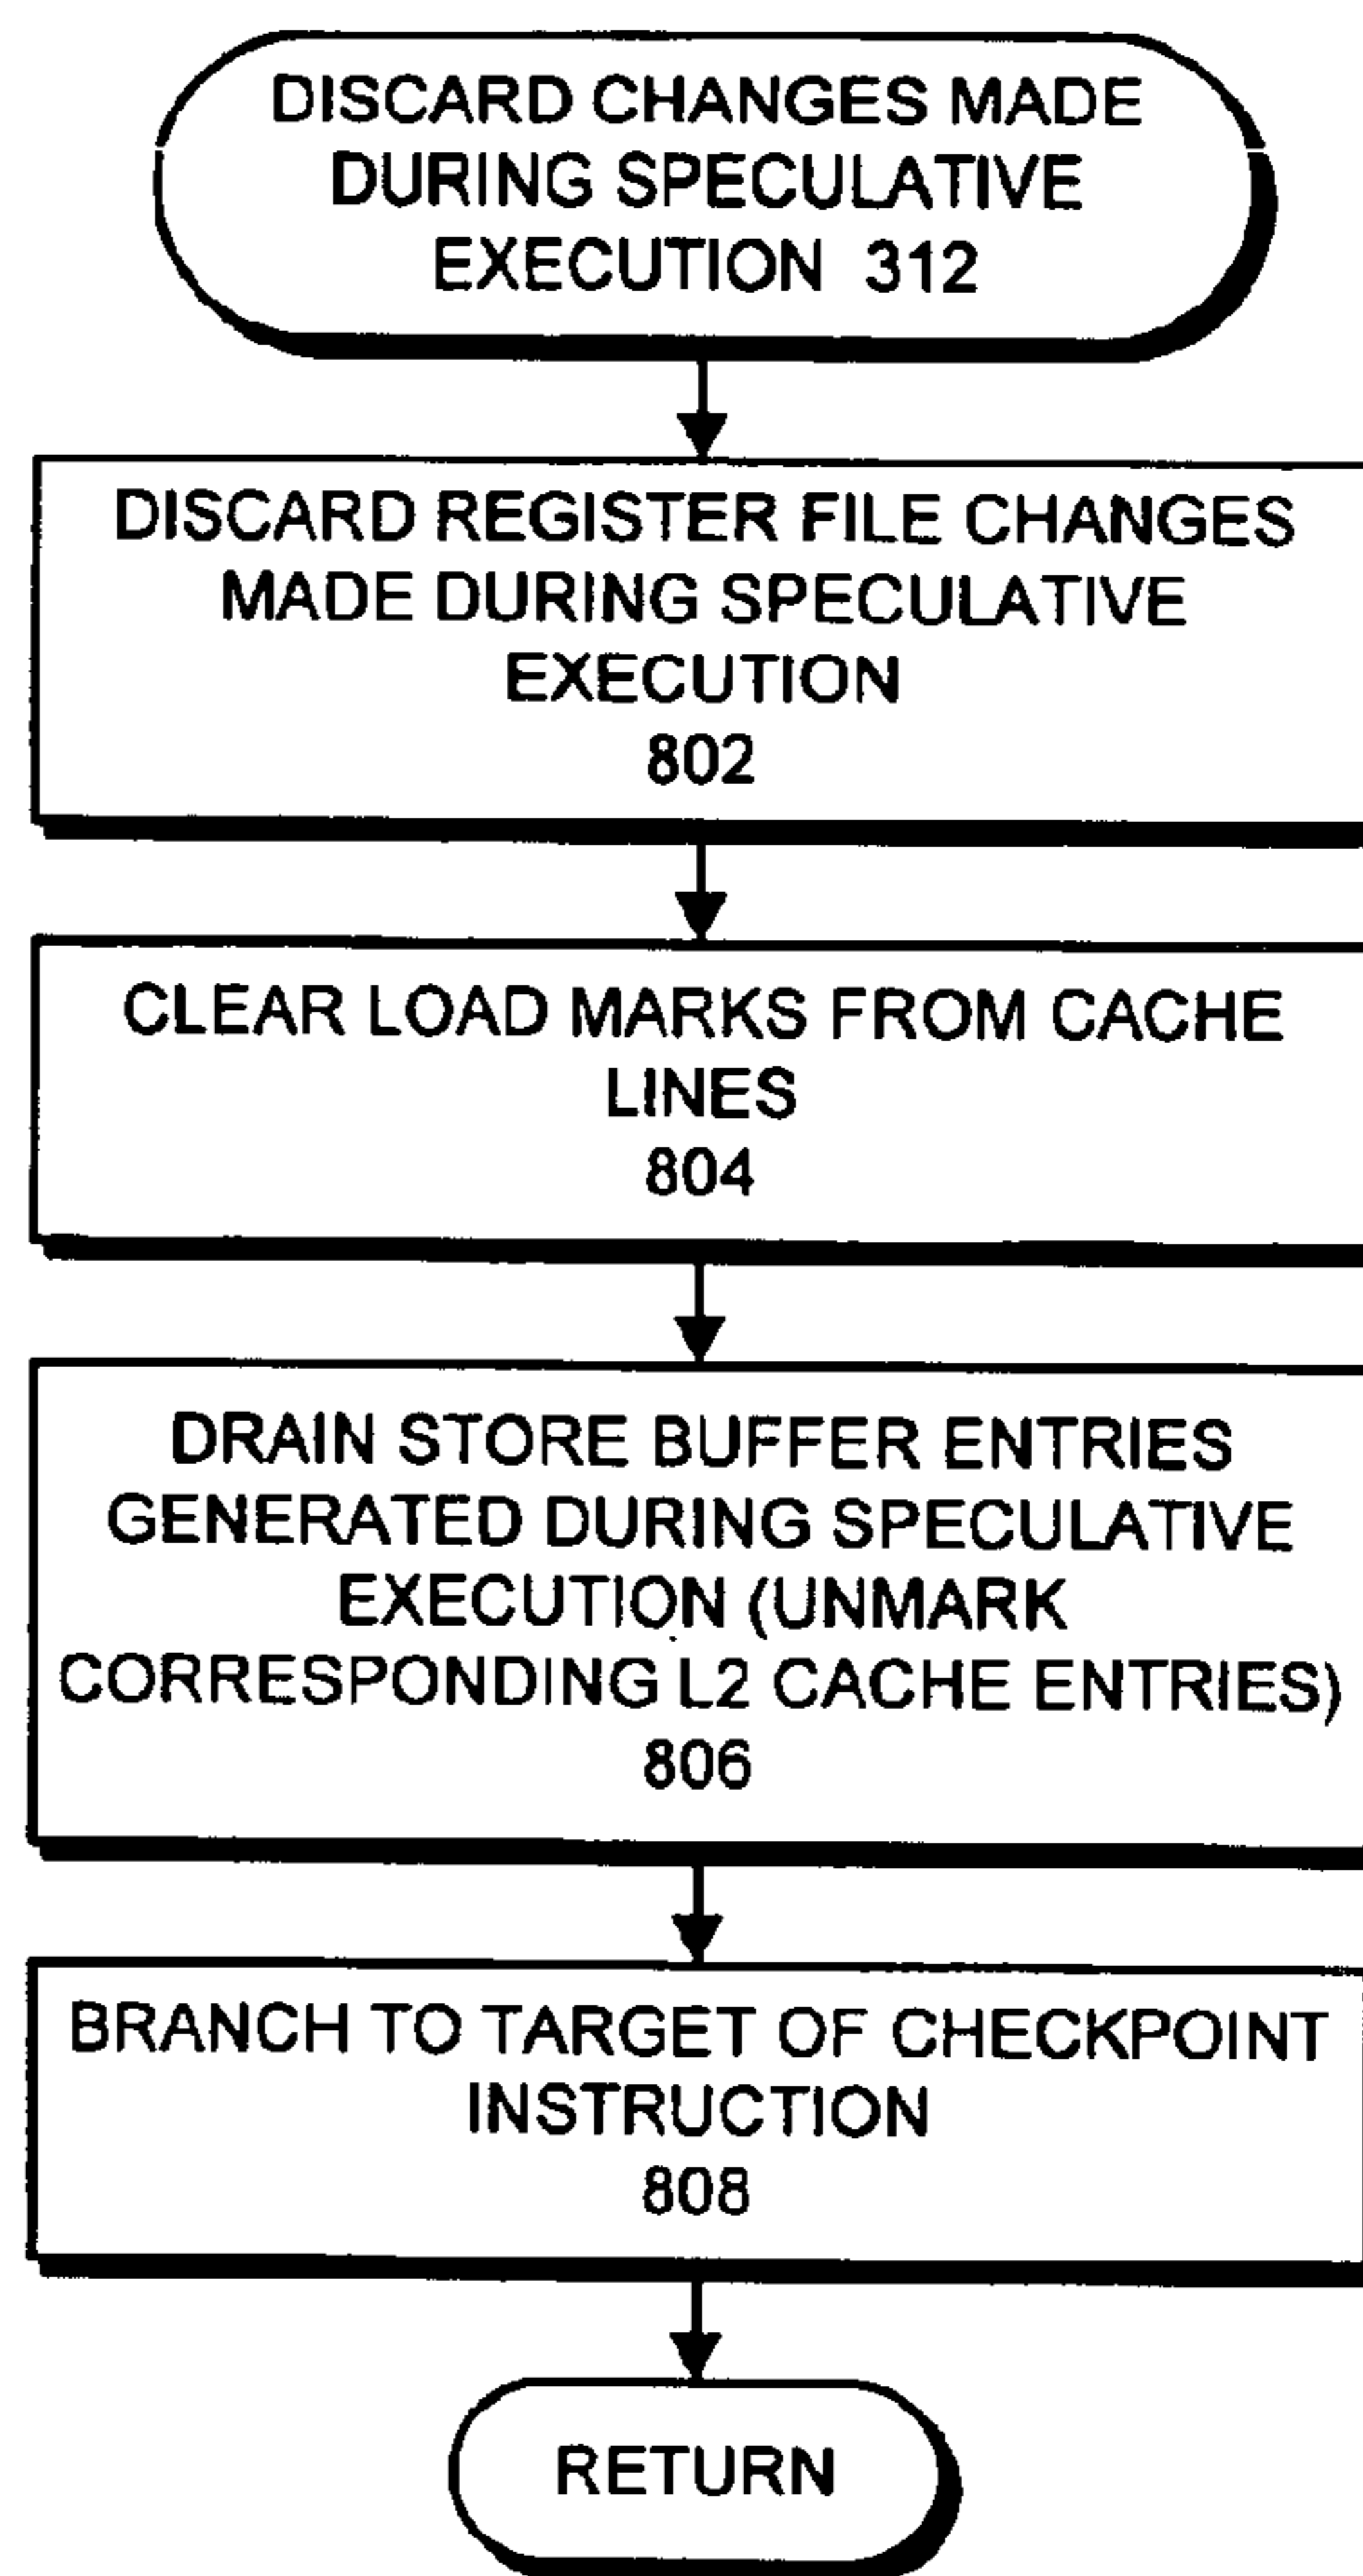 DISCARD CHANGES MADE
DURING SPECULATIVE
EXECUTION 312
DISCARD REGISTER FILE CHANGES
MADE DURING SPECULATIVE
EXECUTION
802
CLEAR LOAD MARKS FROM CACHE
LINES
804
DRAIN STORE BUFFER ENTRIES
GENERATED DURING SPECULATIVE
EXECUTION (UNMARK
CORRESPONDING L2 CACHE ENTRIES)
806
BRANCH TO TARGET OF CHECKPOINT
INSTRUCTION
808
RETURN